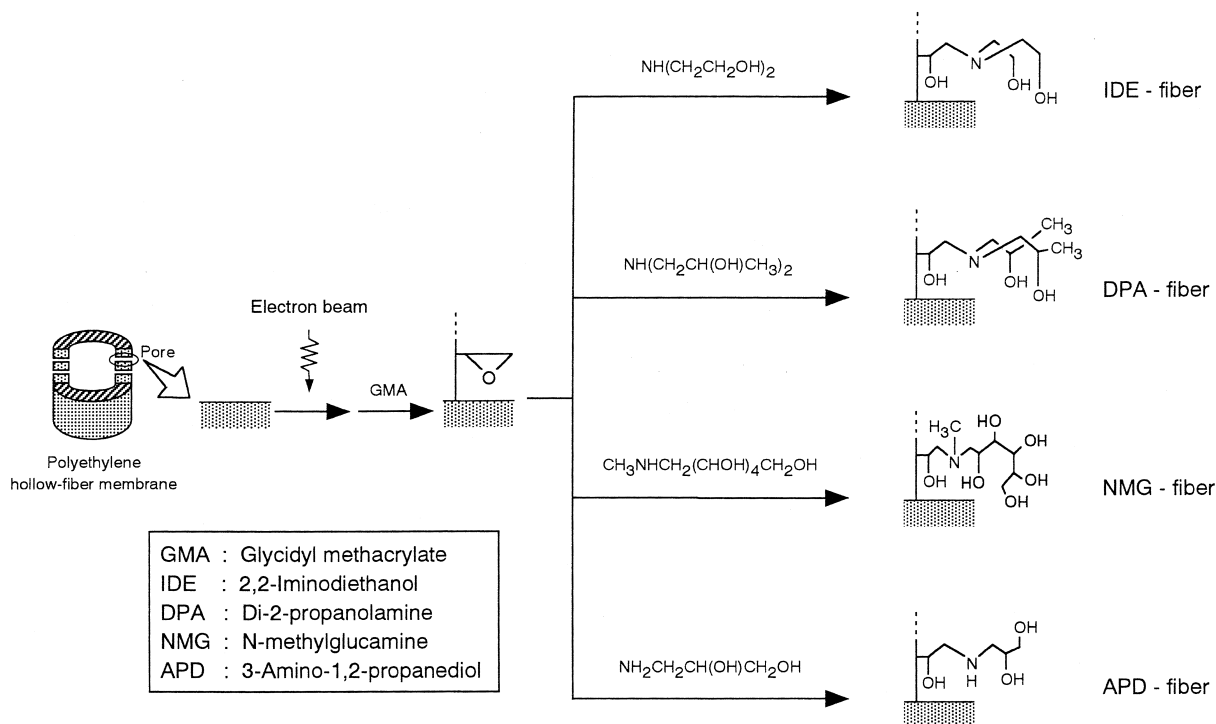 NH(CH2CH2OH)2
N
OH
OH
OH
IDE - fiber
NH(CH2CH(OH)CH3)2
N
CH3
CH3
OH
OH
OH
DPA - fiber
Electron beam
Pore
O
GMA
Polyethylene
hollow-fiber membrane
CH3NHCH2(CHOH)4CH2OH
H3C
HO
OH
N
OH
HO
OH
OH
NMG - fiber
GMA : Glycidyl methacrylate
IDE : 2,2-Iminodiethanol
DPA : Di-2-propanolamine
NMG : N-methylglucamine
APD : 3-Amino-1,2-propanediol
NH2CH2CH(OH)CH2OH
OH
N
H
OH
OH
APD - fiber